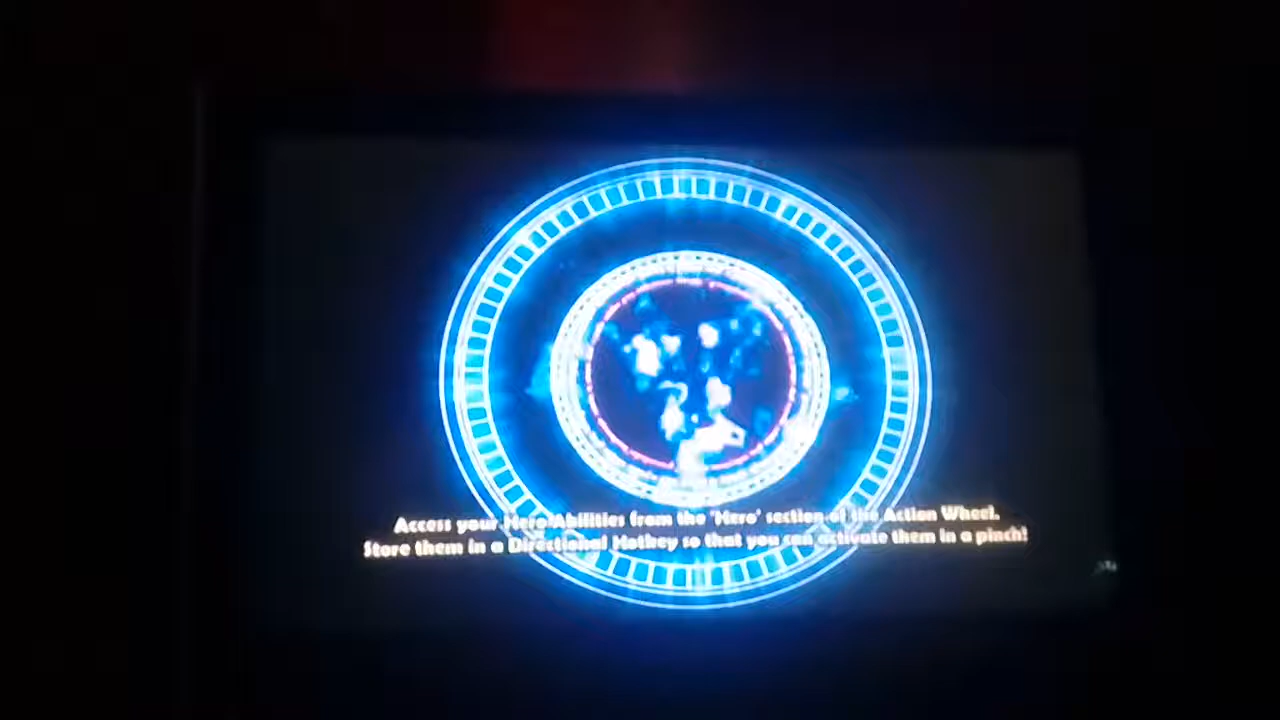 Access your Hero Abilities from the 'Hero' section of the Action Wheel.
Store them in a Directional Hotkey so that you can activate them in a pinch!